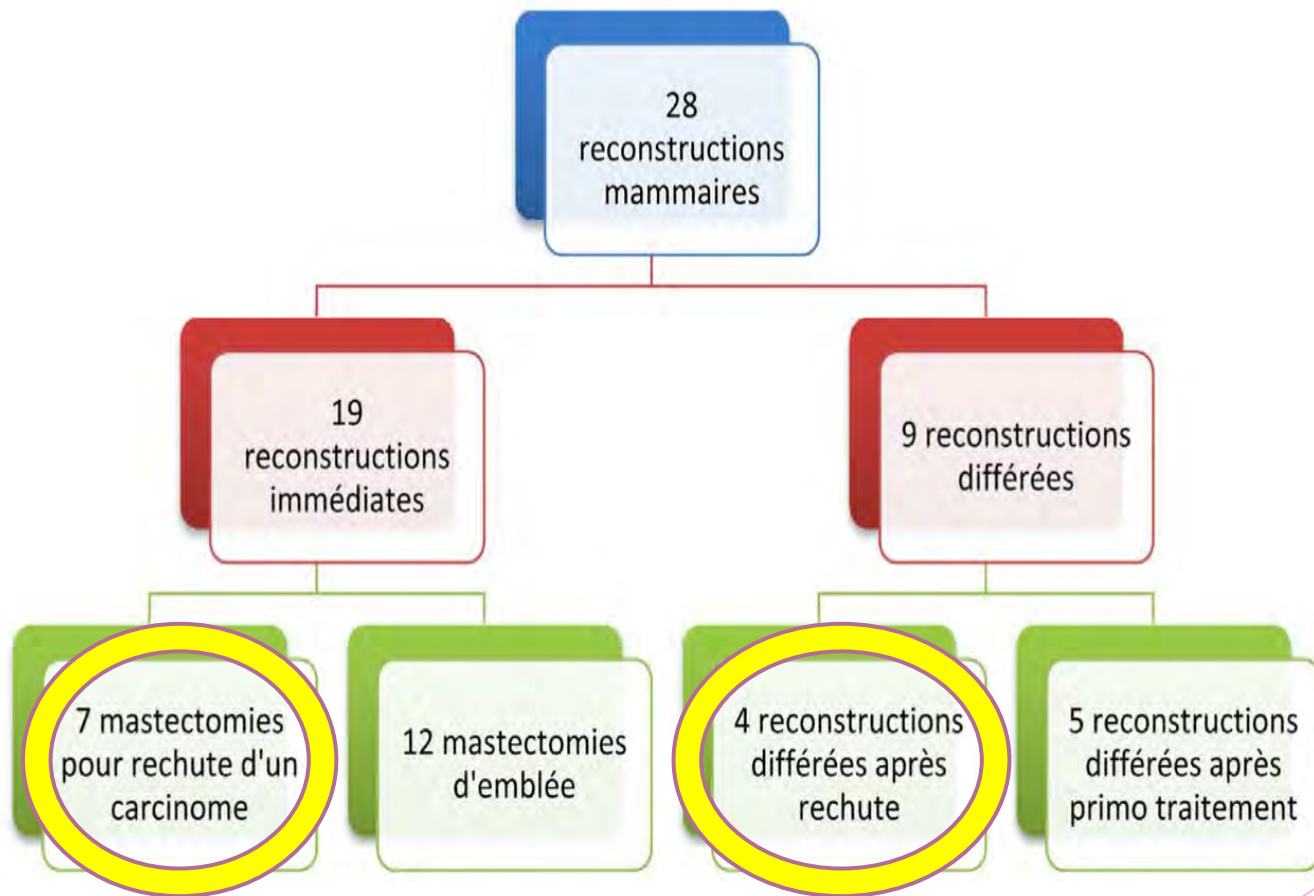 28
reconstructions
mammaires
19
reconstructions
immédiates
9 reconstructions
différées
7 mastectomies
pour rechute d'un
carcinome
12 mastectomies
d'emblée
4 reconstructions
différées après
rechute
5 reconstructions
différées après
primo traitement